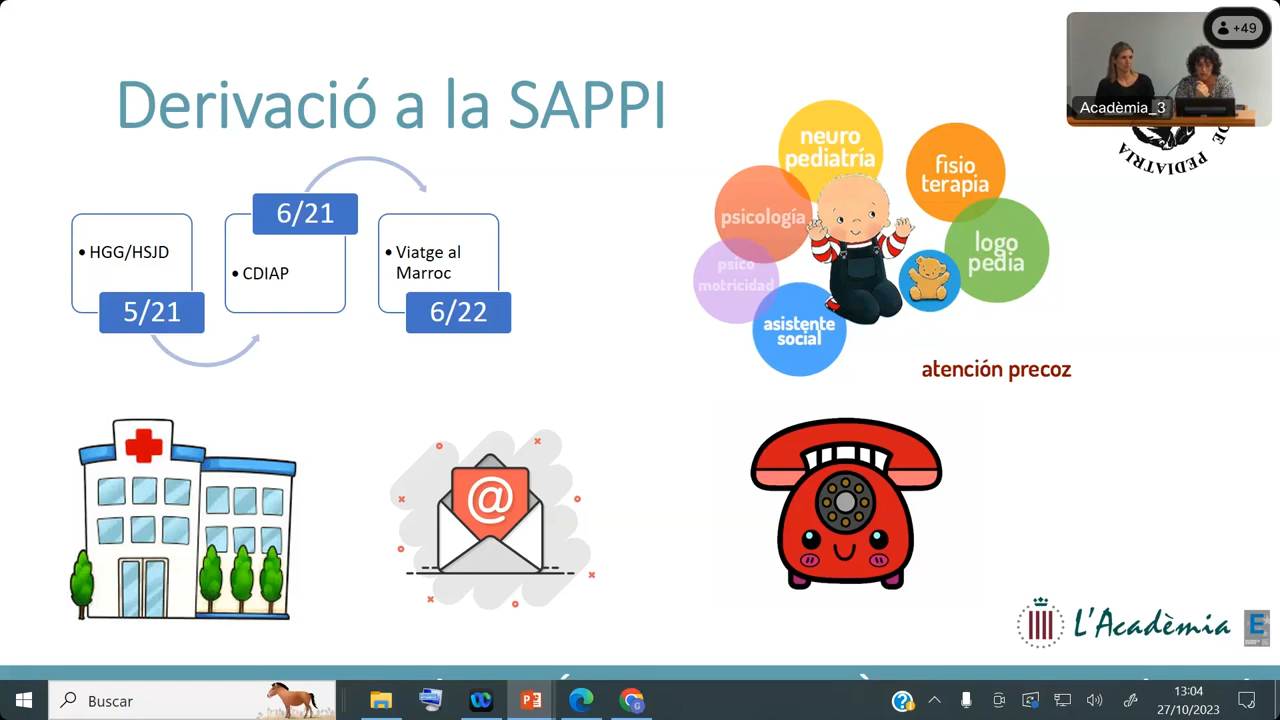 Derivació a la SAPPI
+49
Acadèmia_3
DE PEDIATRIA
• HGG/HSJD
5/21
6/21
• CDIAP
• Viatge al
Marroc
6/22
neuro
pediatría
fisio
terapia
psicología
logo
pedia
psico
motricidad
asistente
social
atención precoz
@
L'Acadèmia
E
Buscar
13:04
27/10/2023